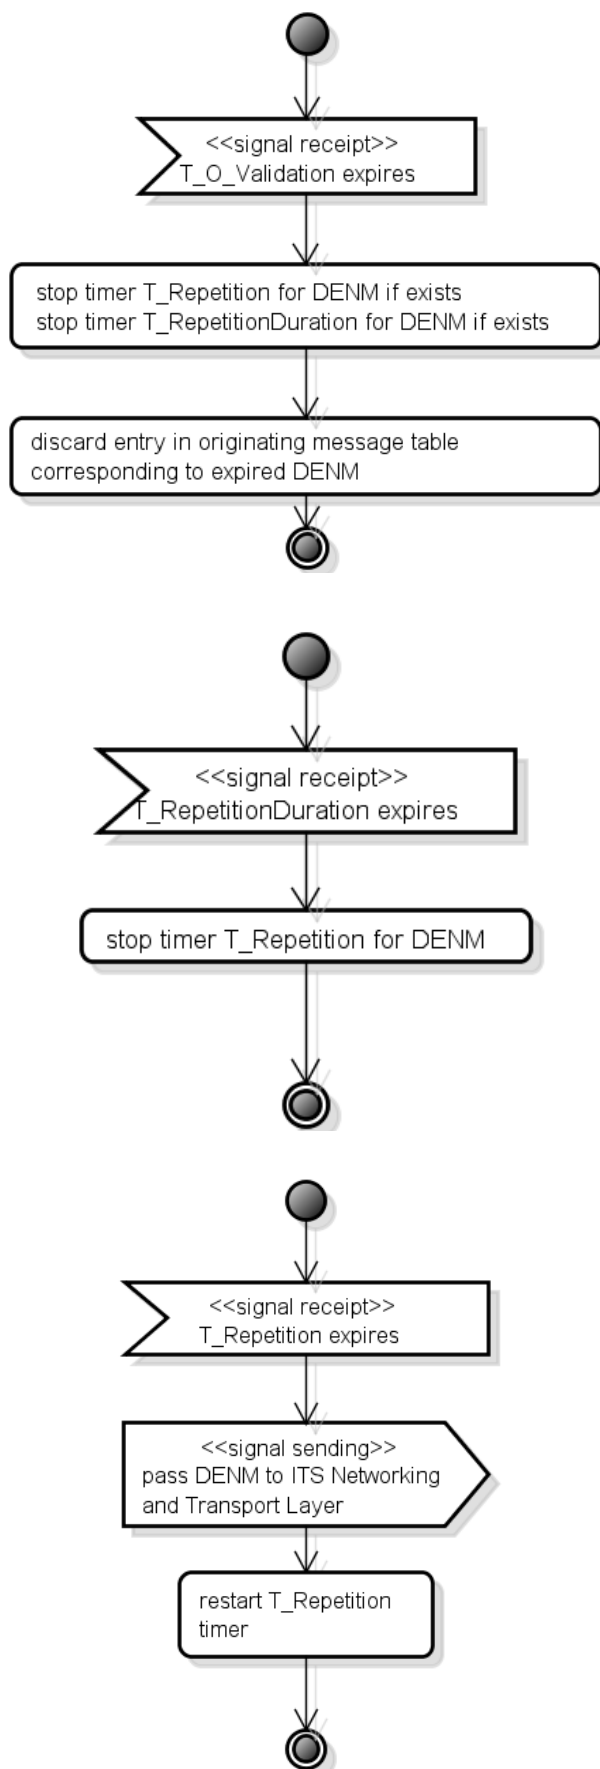 <<signal receipt>>
T_O_Validation expires
stop timer T_Repetition for DENM if exists
stop timer T_RepetitionDuration for DENM if exists
discard entry in originating message table
corresponding to expired DENM
<<signal receipt>>
T_RepetitionDuration expires
stop timer T_Repetition for DENM
<<signal receipt>>
T_Repetition expires
<<signal sending>>
pass DENM to ITS Networking
and Transport Layer
restart T_Repetition
timer